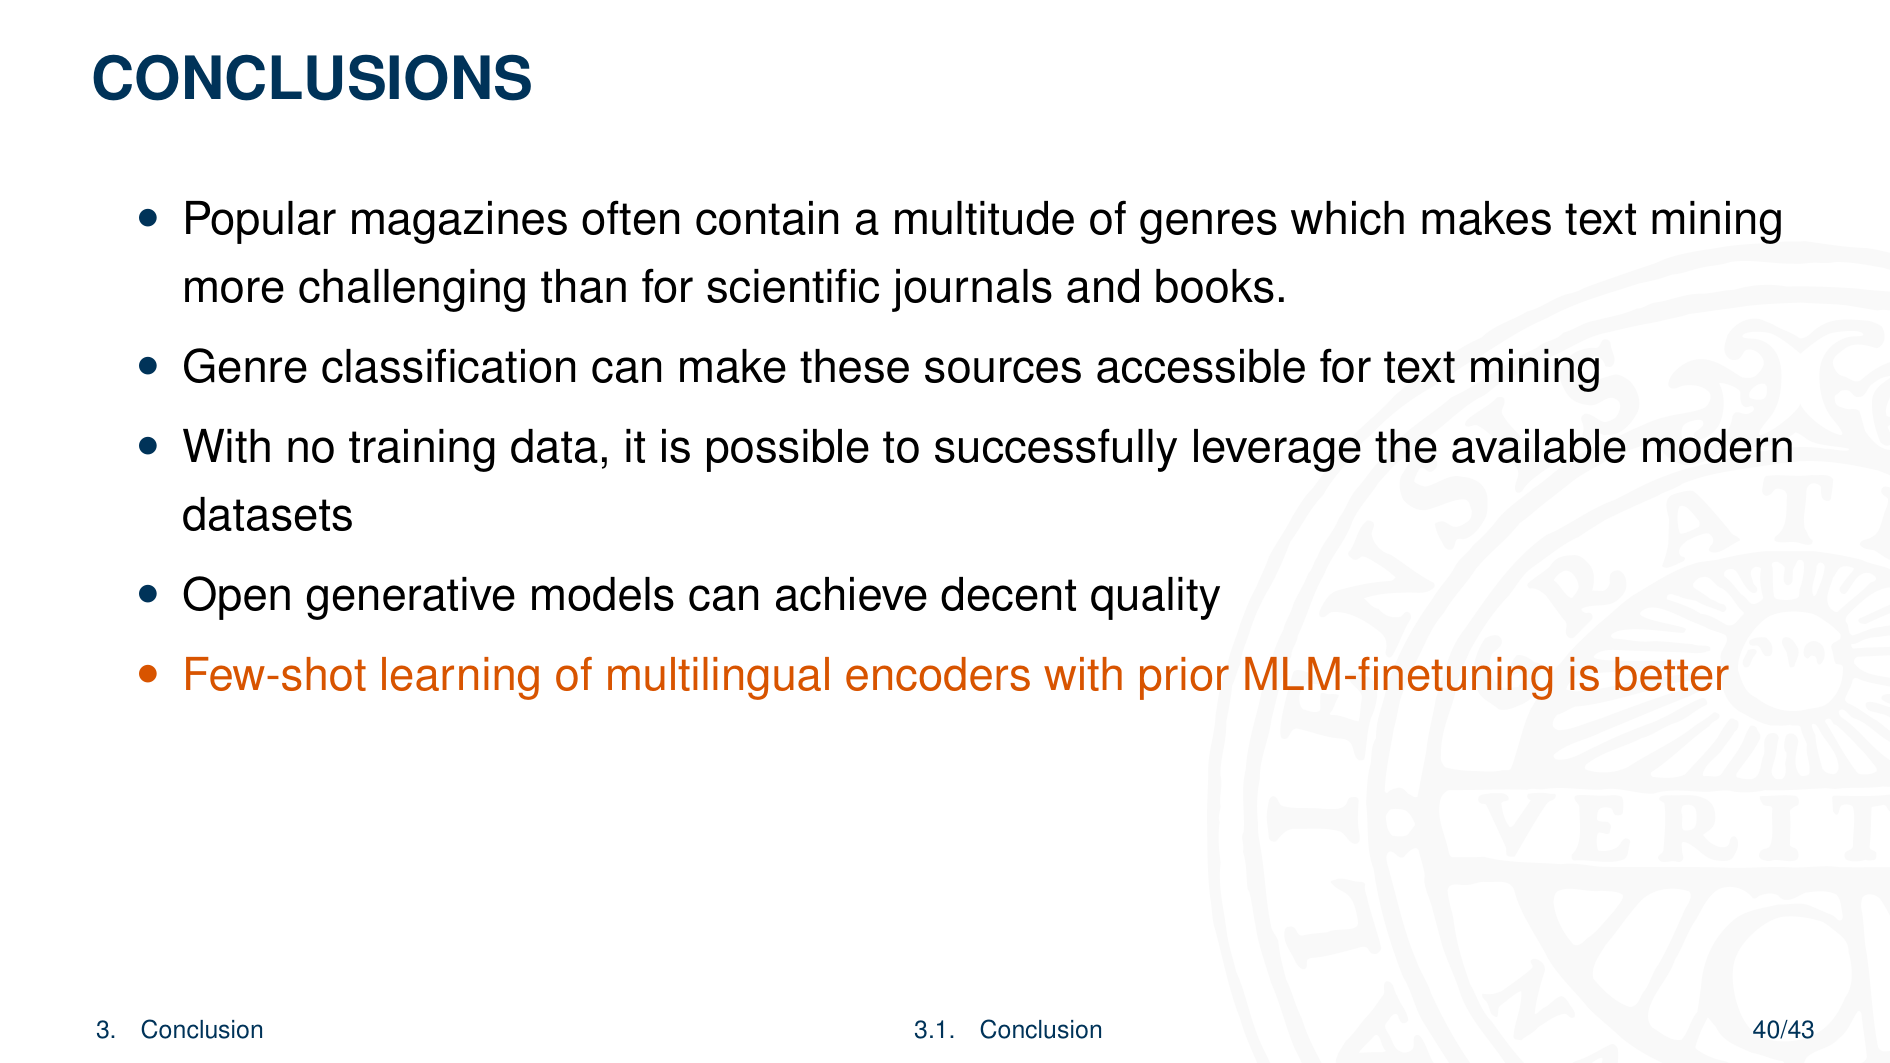 CONCLUSIONS
• Popular magazines often contain a multitude of genres which makes text mining
more challenging than for scientific journals and books.
• Genre classification can make these sources accessible for text mining
• With no training data, it is possible to successfully leverage the available modern
datasets
• Open generative models can achieve decent quality
• Few-shot learning of multilingual encoders with prior MLM-finetuning is better
3. Conclusion
3.1. Conclusion
40/43